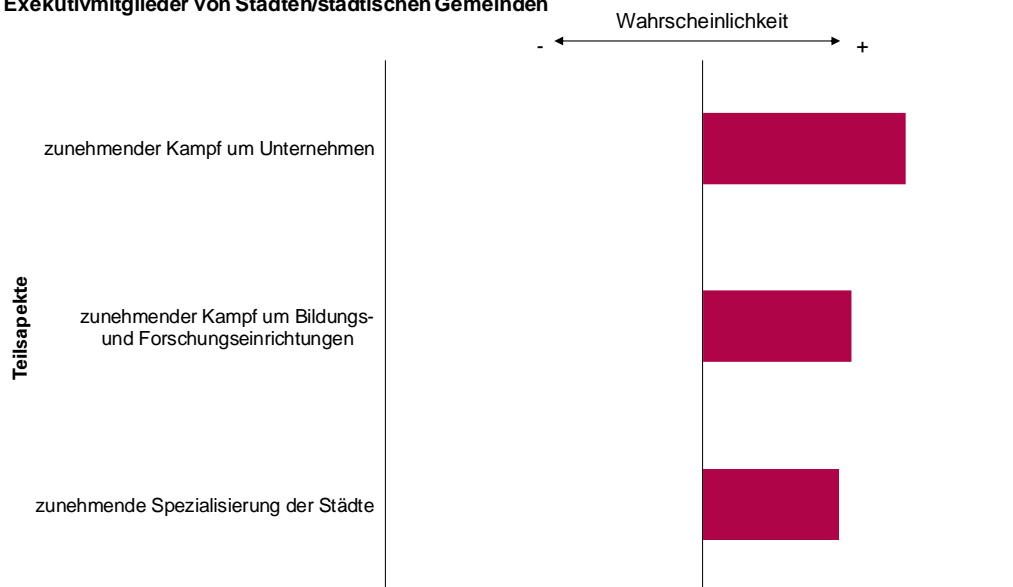 Exekutivmitglieder von Städten/städtischen Gemeinden
Wahrscheinlichkeit
- +
zunehmender Kampf um Unternehmen
Teilsapekte
zunehmender Kampf um Bildungs-
und Forschungseinrichtungen
zunehmende Spezialisierung der Städte